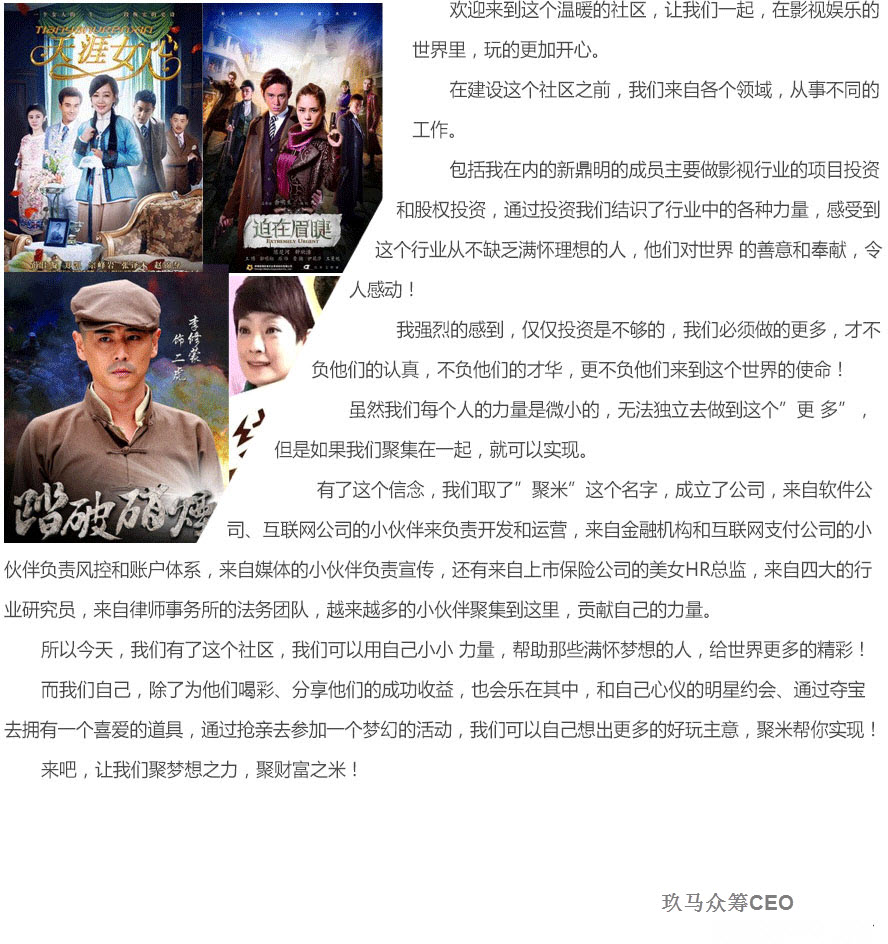 天涯女人心
TIANYANVRENXIN
迫在眉睫
EXTREMELY URGENT
李修蒙
饰 二虎
踏破硝烟
欢迎来到这个温暖的社区，让我们一起，在影视娱乐的
世界里，玩的更加开心。
在建设这个社区之前，我们来自各个领域，从事不同的
工作。
包括我在内的新鼎明的成员主要做影视行业的项目投资
和股权投资，通过投资我们结识了行业中的各种力量，感受到
这个行业从不缺乏满怀理想的人，他们对世界 的善意和奉献，令
人感动！
我强烈的感到，仅仅投资是不够的，我们必须做的更多，才不
负他们的认真，不负他们的才华，更不负他们来到这个世界的使命！
虽然我们每个人的力量是微小的，无法独立去做到这个”更 多”，
但是如果我们聚集在一起，就可以实现。
有了这个信念，我们取了”聚米”这个名字，成立了公司，来自软件公
司、互联网公司的小伙伴来负责开发和运营，来自金融机构和互联网支付公司的小
伙伴负责风控和账户体系，来自媒体的小伙伴负责宣传，还有来自上市保险公司的美女HR总监，来自四大的行
业研究员，来自律师事务所的法务团队，越来越多的小伙伴聚集到这里，贡献自己的力量。
所以今天，我们有了这个社区，我们可以用自己小小 力量，帮助那些满怀梦想的人，给世界更多的精彩！
而我们自己，除了为他们喝彩、分享他们的成功收益，也会乐在其中，和自己心仪的明星约会、通过夺宝
去拥有一个喜爱的道具，通过抢亲去参加一个梦幻的活动，我们可以自己想出更多的好玩主意，聚米帮你实现！
来吧，让我们聚梦想之力，聚财富之米！
玖马众筹CEO